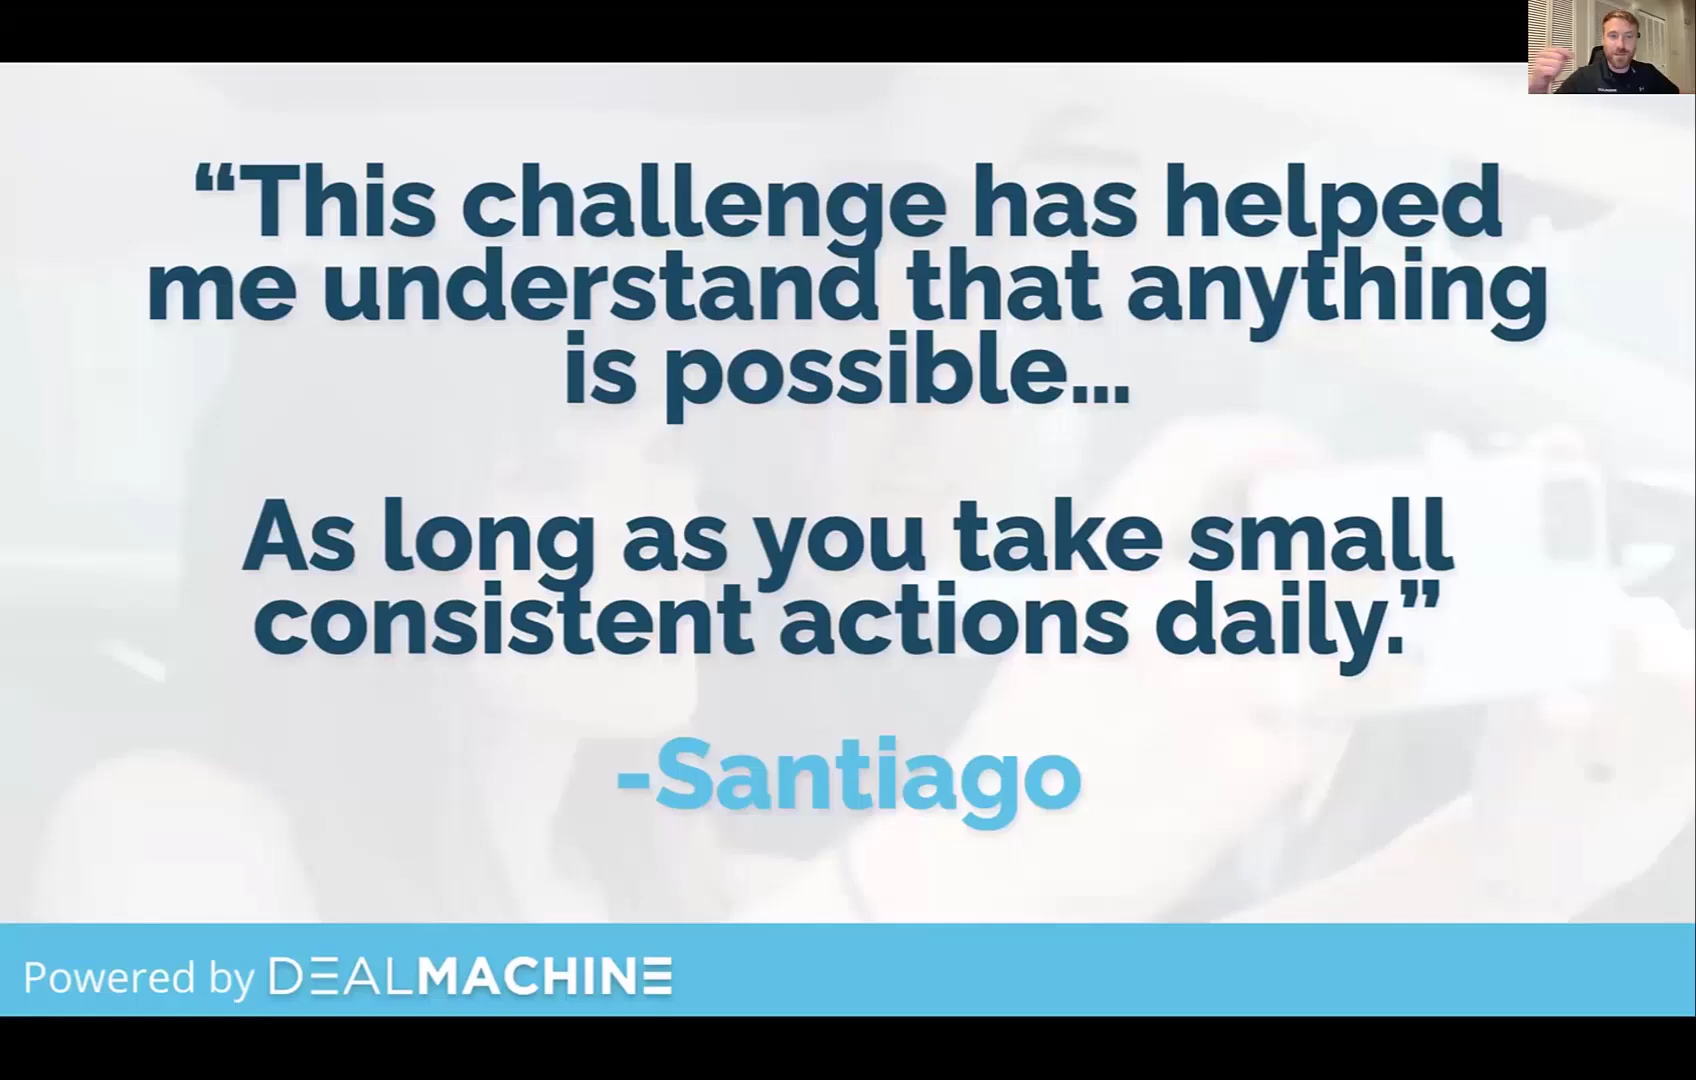 “This challenge has helped
me understand that anything
is possible...
As long as you take small
consistent actions daily.”
-Santiago
Powered by DEALMACHINE